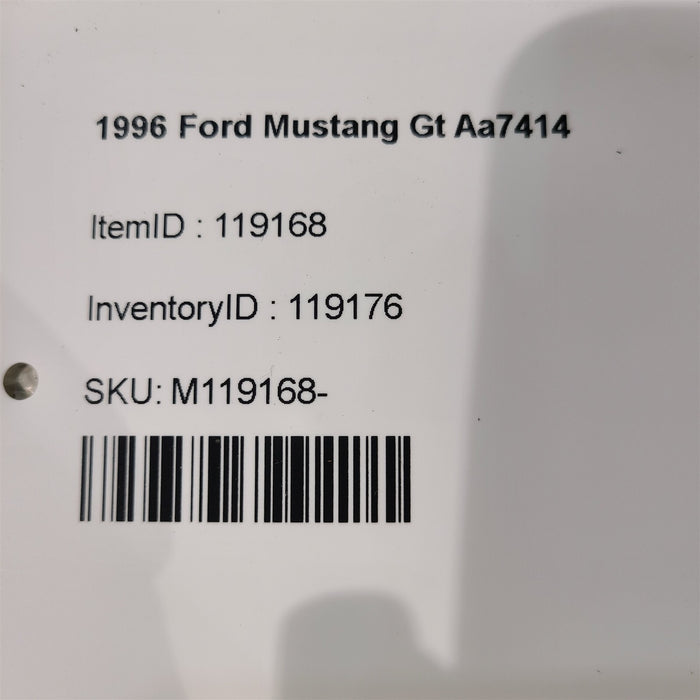 1996 Ford Mustang Gt Aa7414
ItemID : 119168
InventoryID : 119176
SKU: M119168-